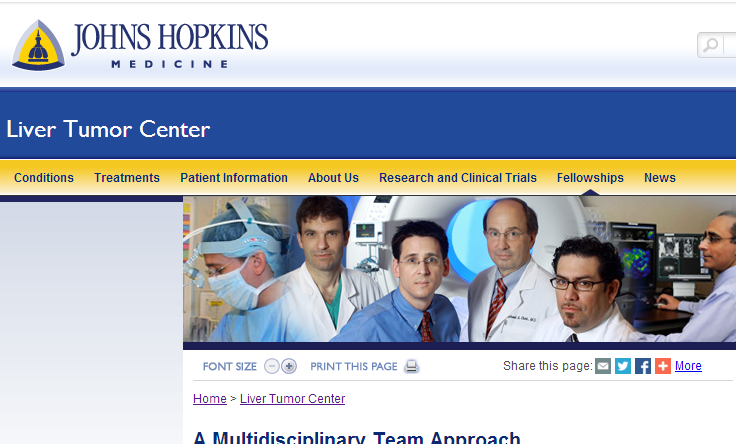 JOHNS HOPKINS
MEDICINE
Liver Tumor Center
Conditions Treatments Patient Information About Us Research and Clinical Trials Fellowships News
FONT SIZE PRINT THIS PAGE Share this page: More
Home > Liver Tumor Center
A Multidisciplinary Team Approach